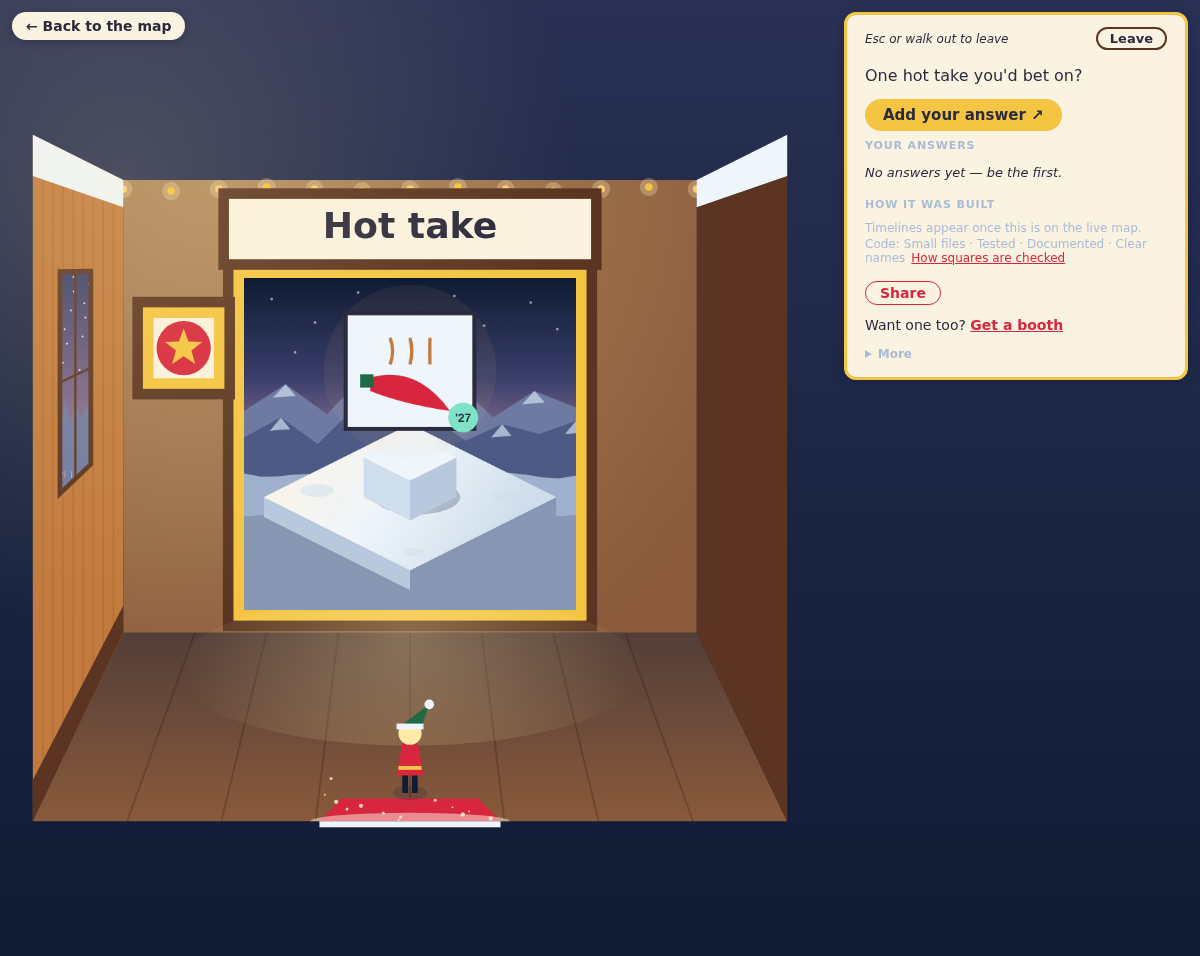 ← Back to the map
Esc or walk out to leave
Leave
One hot take you'd bet on?
Add your answer ↗
YOUR ANSWERS
No answers yet — be the first.
HOW IT WAS BUILT
Timelines appear once this is on the live map.
Code: Small files · Tested · Documented · Clear
names How squares are checked
Share
Want one too? Get a booth
More
Hot take
'27